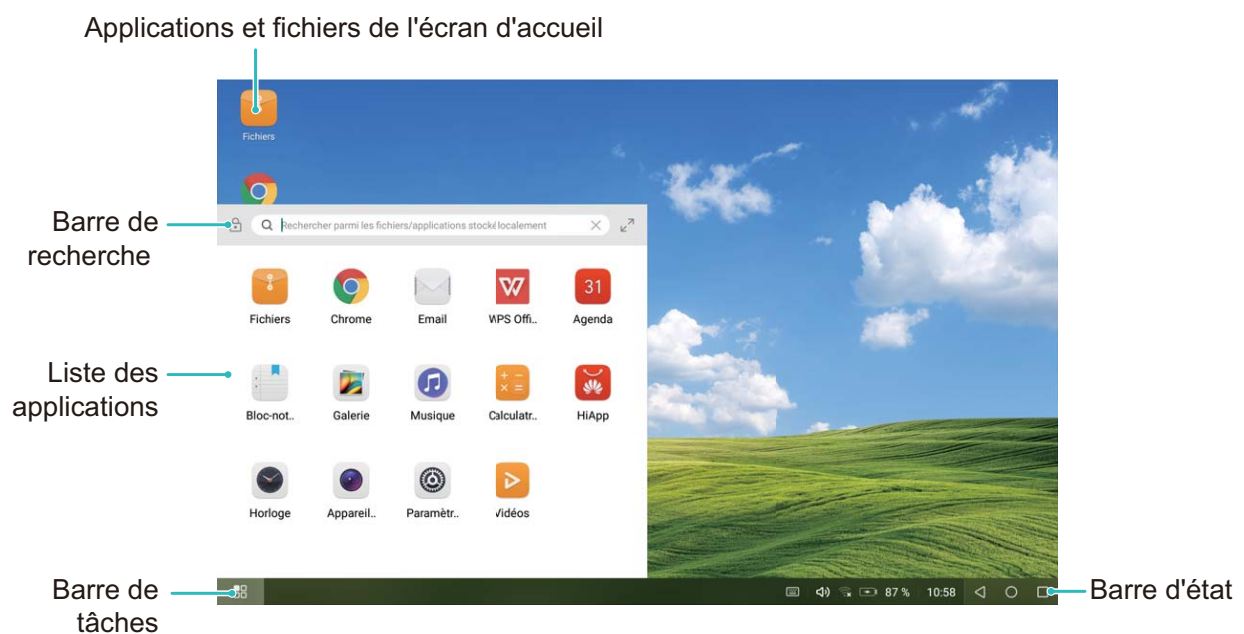 Applications et fichiers de l'écran d'accueil
Fichiers
Barre de
recherche
Rechercher parmi les fichiers/applications stocké localement
Fichiers
Chrome
Email
WPS Offi..
31
Agenda
Liste des
applications
Bloc-not..
Galerie
Musique
Calculatr..
HiApp
Horloge
Appareil..
Paramètr..
Vidéos
Barre de
tâches
87 %
10:58
Barre d'état